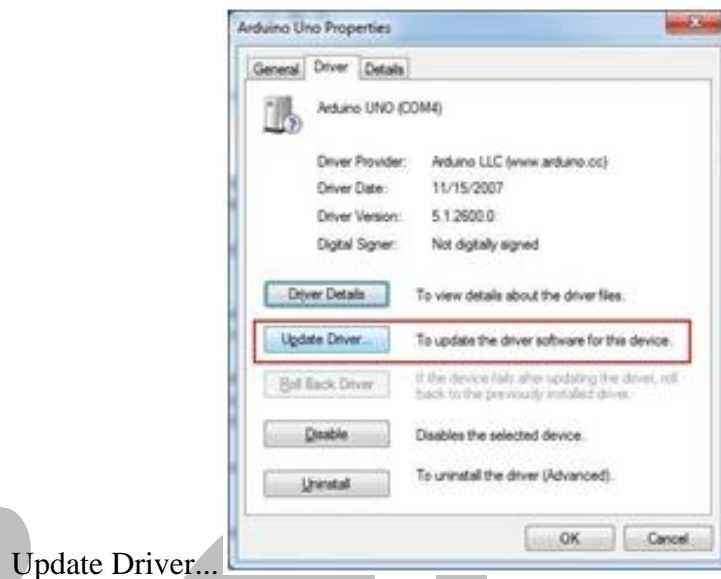 Arduino Uno Properties
General Driver Details
Arduino UNO (COM4)
Driver Provider: Arduino LLC (www.arduino.cc)
Driver Date: 11/15/2007
Driver Version: 5.1.2600.0
Digital Signer: Not digitally signed
Driver Details To view details about the driver files.
Update Driver... To update the driver software for this device.
Roll Back Driver If the device fails after updating the driver, roll
back to the previously installed driver.
Disable Disables the selected device.
Uninstall To uninstall the driver (Advanced).
OK Cancel
Update Driver...